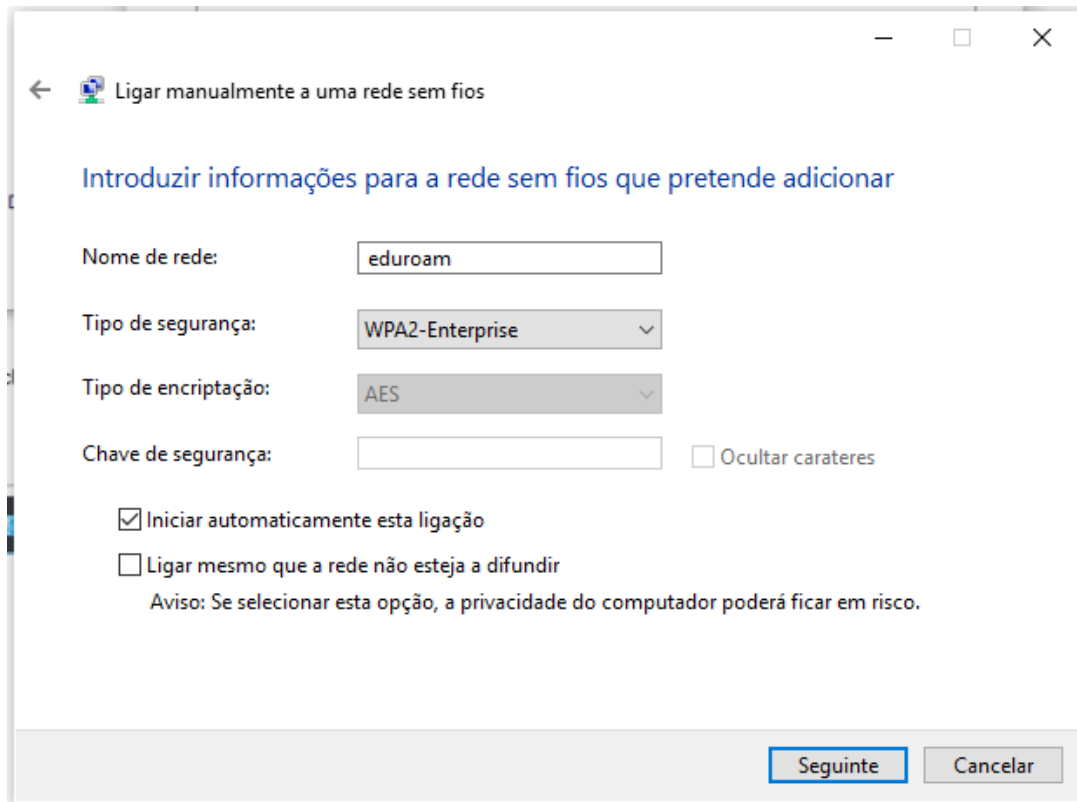 Ligar manualmente a uma rede sem fios
Introduzir informações para a rede sem fios que pretende adicionar
Nome de rede: eduroam
Tipo de segurança: WPA2-Enterprise
Tipo de encriptação: AES
Chave de segurança: Ocultar carateres
Iniciar automaticamente esta ligação
Ligar mesmo que a rede não esteja a difundir
Aviso: Se selecionar esta opção, a privacidade do computador poderá ficar em risco.
Seguinte Cancelar